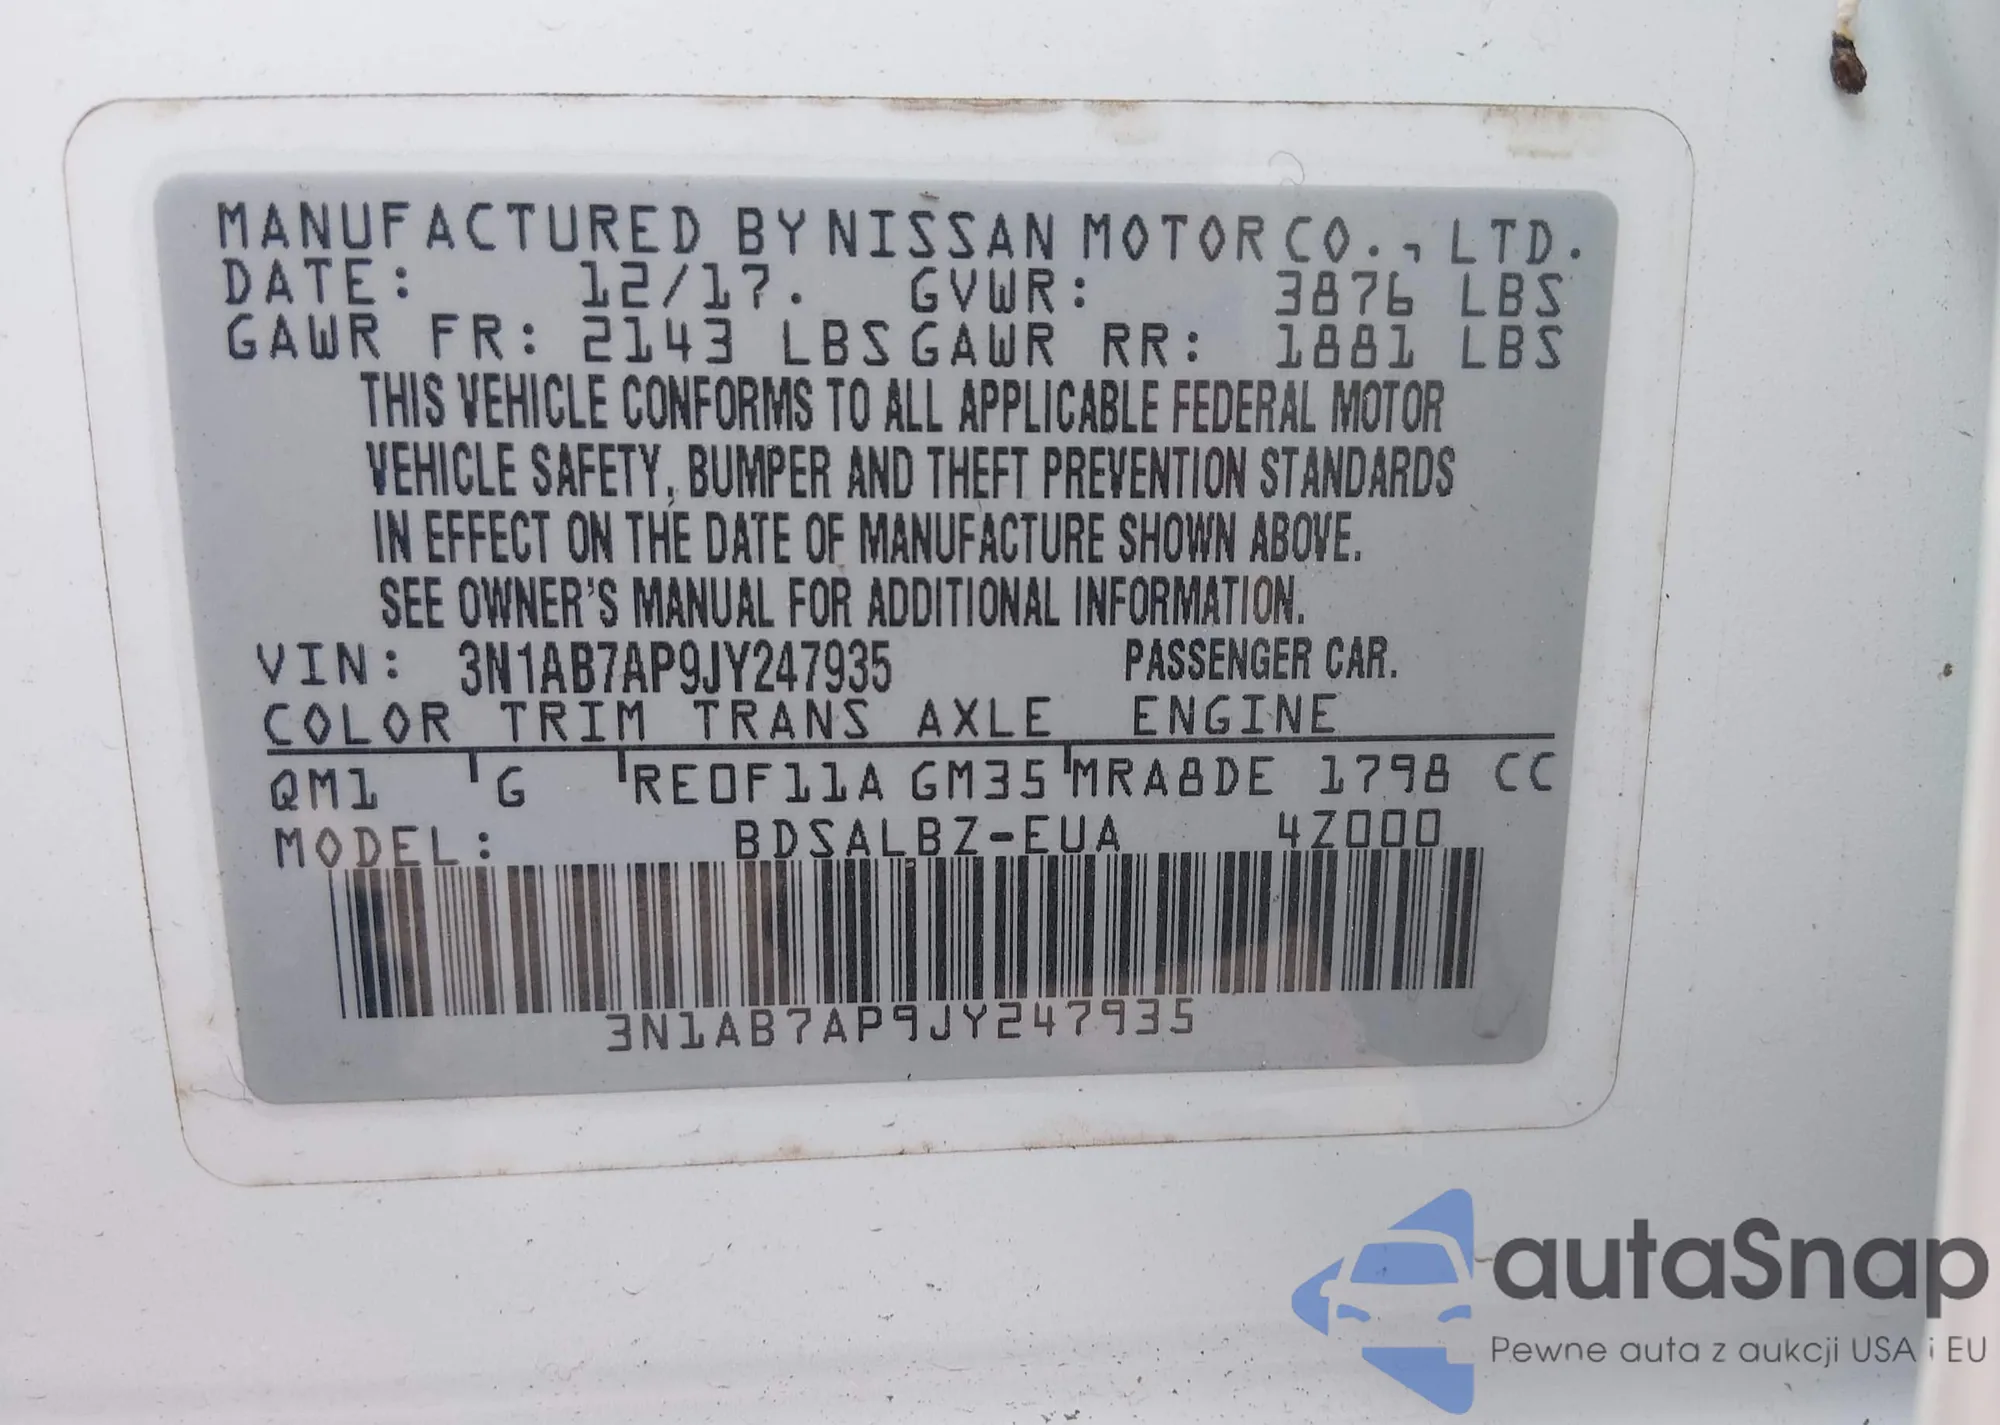 MANUFACTURED BY NISSAN MOTOR CO., LTD.
DATE: 12/17. GVWR: 3876 LBS
GAWR FR: 2143 LBS GAWR RR: 1881 LBS
THIS VEHICLE CONFORMS TO ALL APPLICABLE FEDERAL MOTOR
VEHICLE SAFETY, BUMPER AND THEFT PREVENTION STANDARDS
IN EFFECT ON THE DATE OF MANUFACTURE SHOWN ABOVE.
SEE OWNER'S MANUAL FOR ADDITIONAL INFORMATION.
VIN: 3N1AB7AP9JY247935 PASSENGER CAR.
COLOR TRIM TRANS AXLE ENGINE
QM1 G RE0F11A GM35 MRA8DE 1798 CC
MODEL: BDSALBZ-EUA 4Z000
3N1AB7AP9JY247935
autaSnap
Pewne auta z aukcji USA i EU